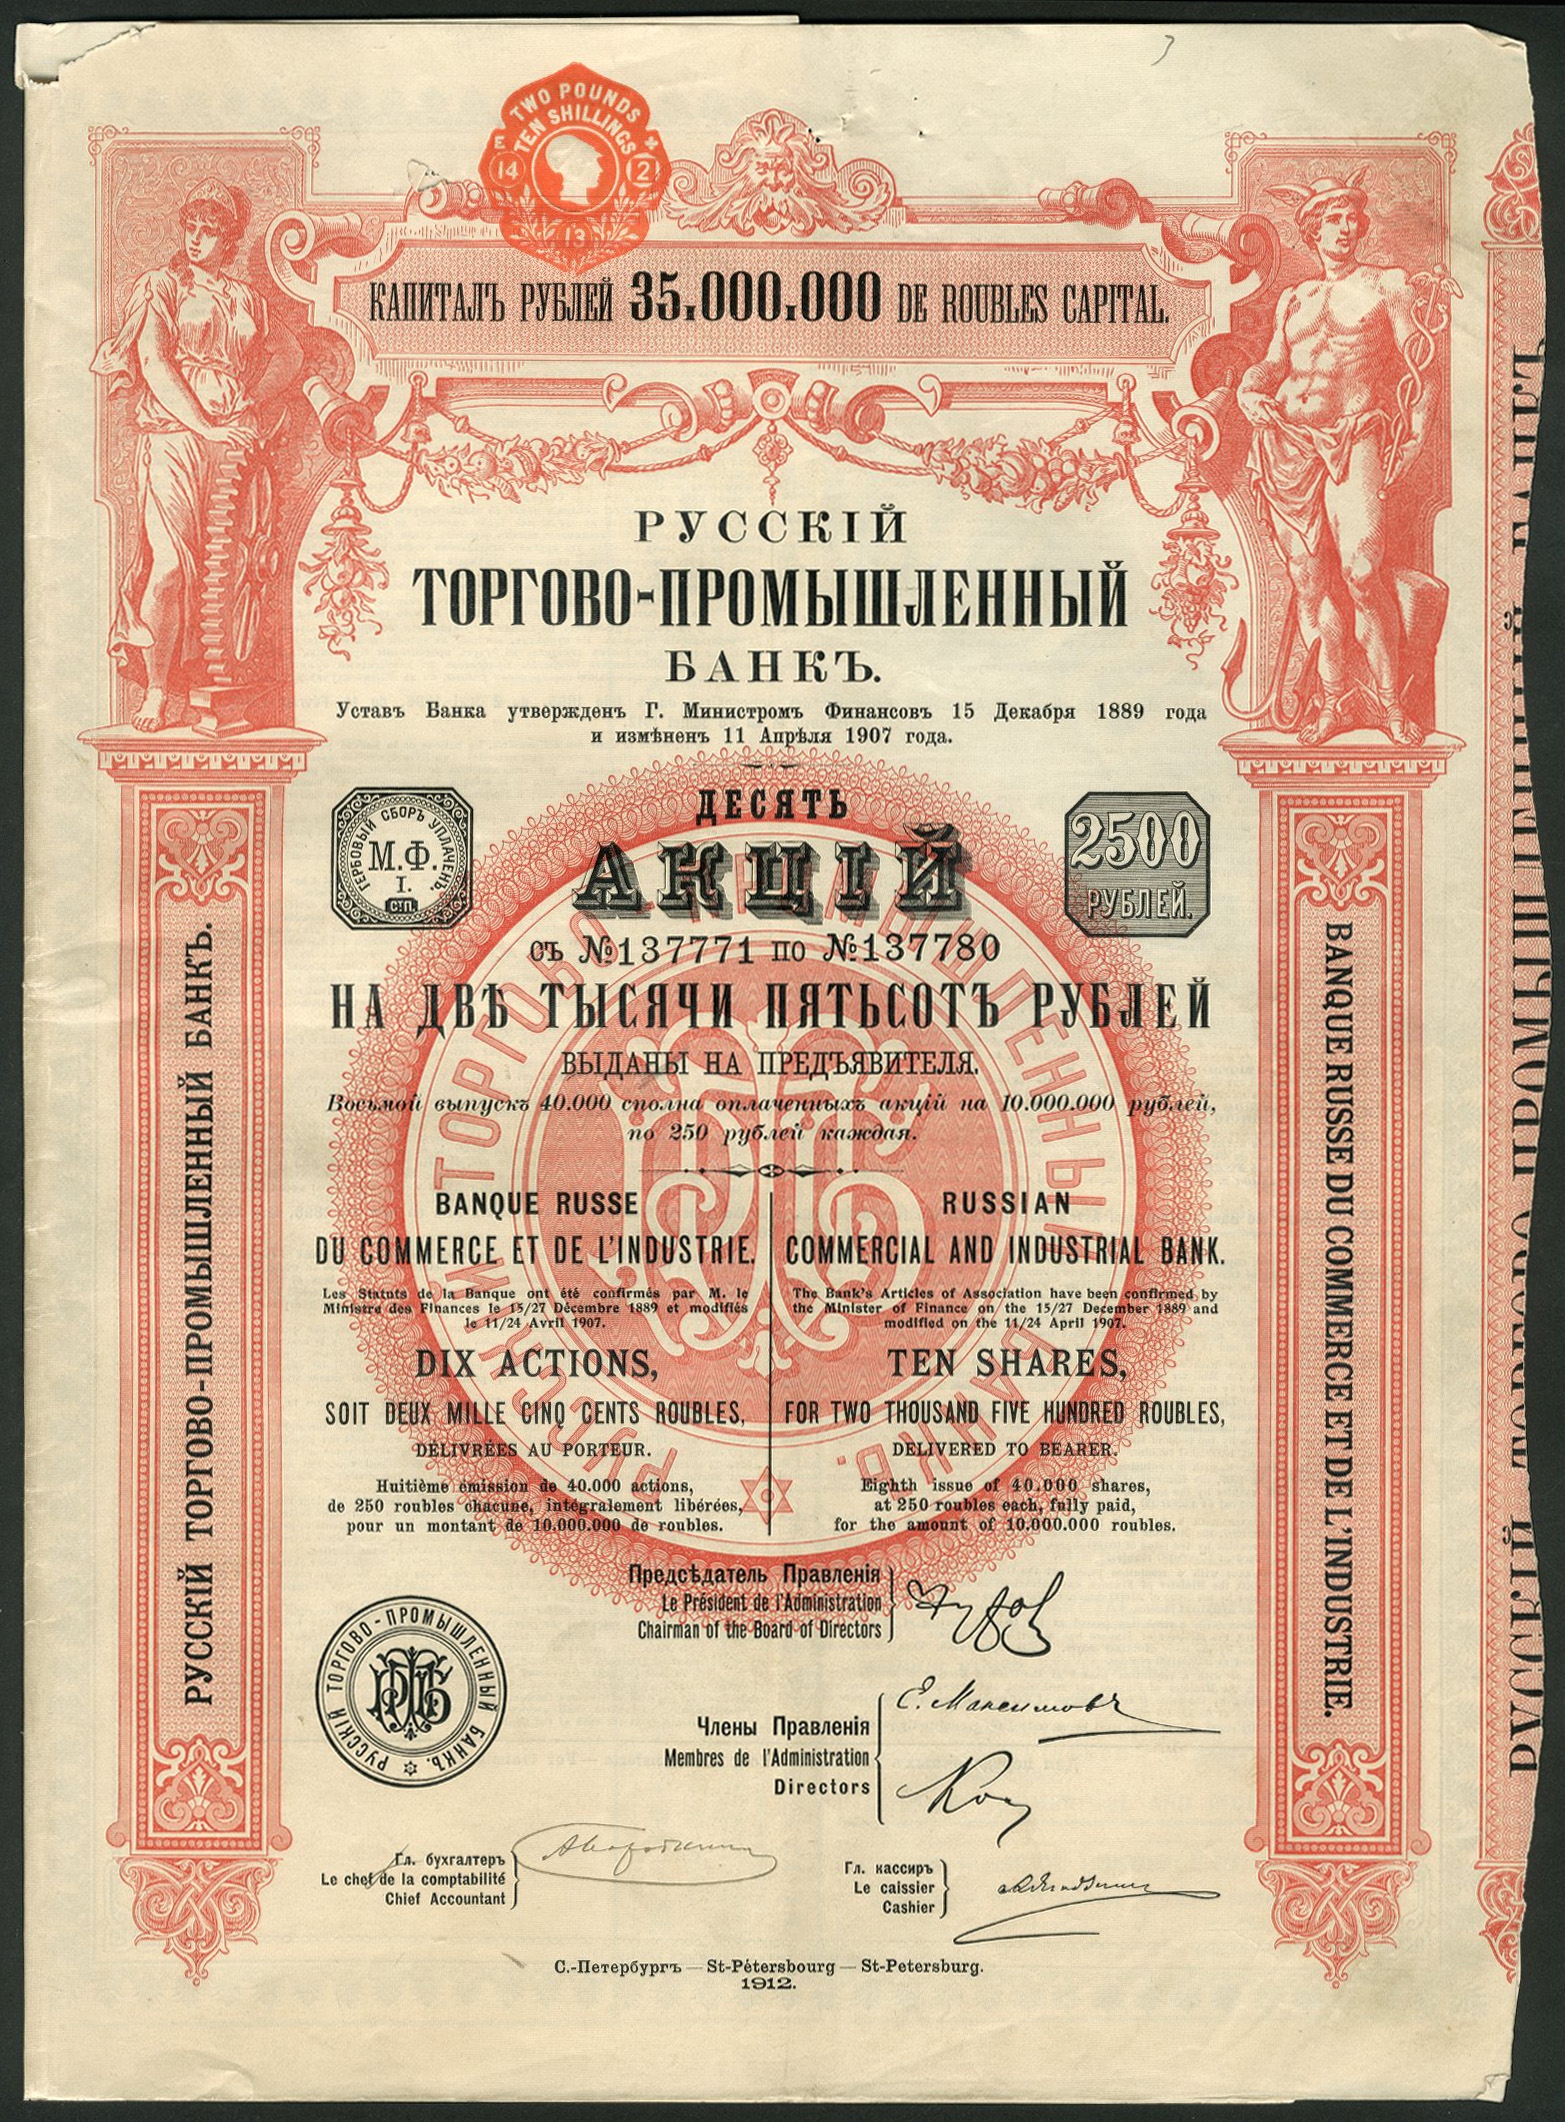 TWO POUNDS
TEN SHILLINGS
E
14
2
13
КАПИТАЛЪ РУБЛЕЙ 35.000.000 DE ROUBLES CAPITAL.
РУССКІЙ
ТОРГОВО-ПРОМЫШЛЕННЫЙ
БАНКЪ.
Уставъ Банка утвержденъ Г. Министромъ Финансовъ 15 Декабря 1889 года
и измѣненъ 11 Апрѣля 1907 года.
ДЕСЯТЬ
ГЕРБОВЫЙ СБОРЪ УПЛАЧЕНЪ.
М.Ф.
I.
СТП.
АКЦІЙ
2500
РУБЛЕЙ.
съ №137771 по №137780
НА ДВѢ ТЫСЯЧИ ПЯТЬСОТЪ РУБЛЕЙ
ВЫДАНЫ НА ПРЕДЪЯВИТЕЛЯ.
Восьмой выпускъ 40.000 сполна оплаченныхъ акцій на 10.000.000 рублей,
по 250 рублей каждая.
РУССКІЙ ТОРГОВО-ПРОМЫШЛЕННЫЙ БАНКЪ.
BANQUE RUSSE
DU COMMERCE ET DE L'INDUSTRIE.
Les Statuts de la Banque ont été confirmés par M. le
Ministre des Finances le 15/27 Décembre 1889 et modifiés
le 11/24 Avril 1907.
DIX ACTIONS,
SOIT DEUX MILLE CINQ CENTS ROUBLES,
DÉLIVRÉES AU PORTEUR.
Huitième émission de 40.000 actions,
de 250 roubles chacune, intégralement libérées,
pour un montant de 10.000.000 de roubles.
RUSSIAN
COMMERCIAL AND INDUSTRIAL BANK.
The Bank's Articles of Association have been confirmed by
the Minister of Finance on the 15/27 December 1889 and
modified on the 11/24 April 1907.
TEN SHARES,
FOR TWO THOUSAND FIVE HUNDRED ROUBLES,
DELIVERED TO BEARER.
Eighth issue of 40.000 shares,
at 250 roubles each, fully paid,
for the amount of 10.000.000 roubles.
Предсѣдатель Правленія
Le Président de l'Administration
Chairman of the Board of Directors
РУССКІЙ ТОРГОВО-ПРОМЫШЛЕННЫЙ БАНКЪ.
РТПБ
Члены Правленія
Membres de l'Administration
Directors
Е. Максимовъ
Гл. бухгалтеръ
Le chef de la comptabilité
Chief Accountant
Гл. кассиръ
Le caissier
Cashier
С.-Петербургъ — St-Pétersbourg — St-Petersburg.
1912.
РУССКІЙ ТОРГОВО-ПРОМЫШЛЕННЫЙ БАНКЪ.
BANQUE RUSSE DU COMMERCE ET DE L'INDUSTRIE.